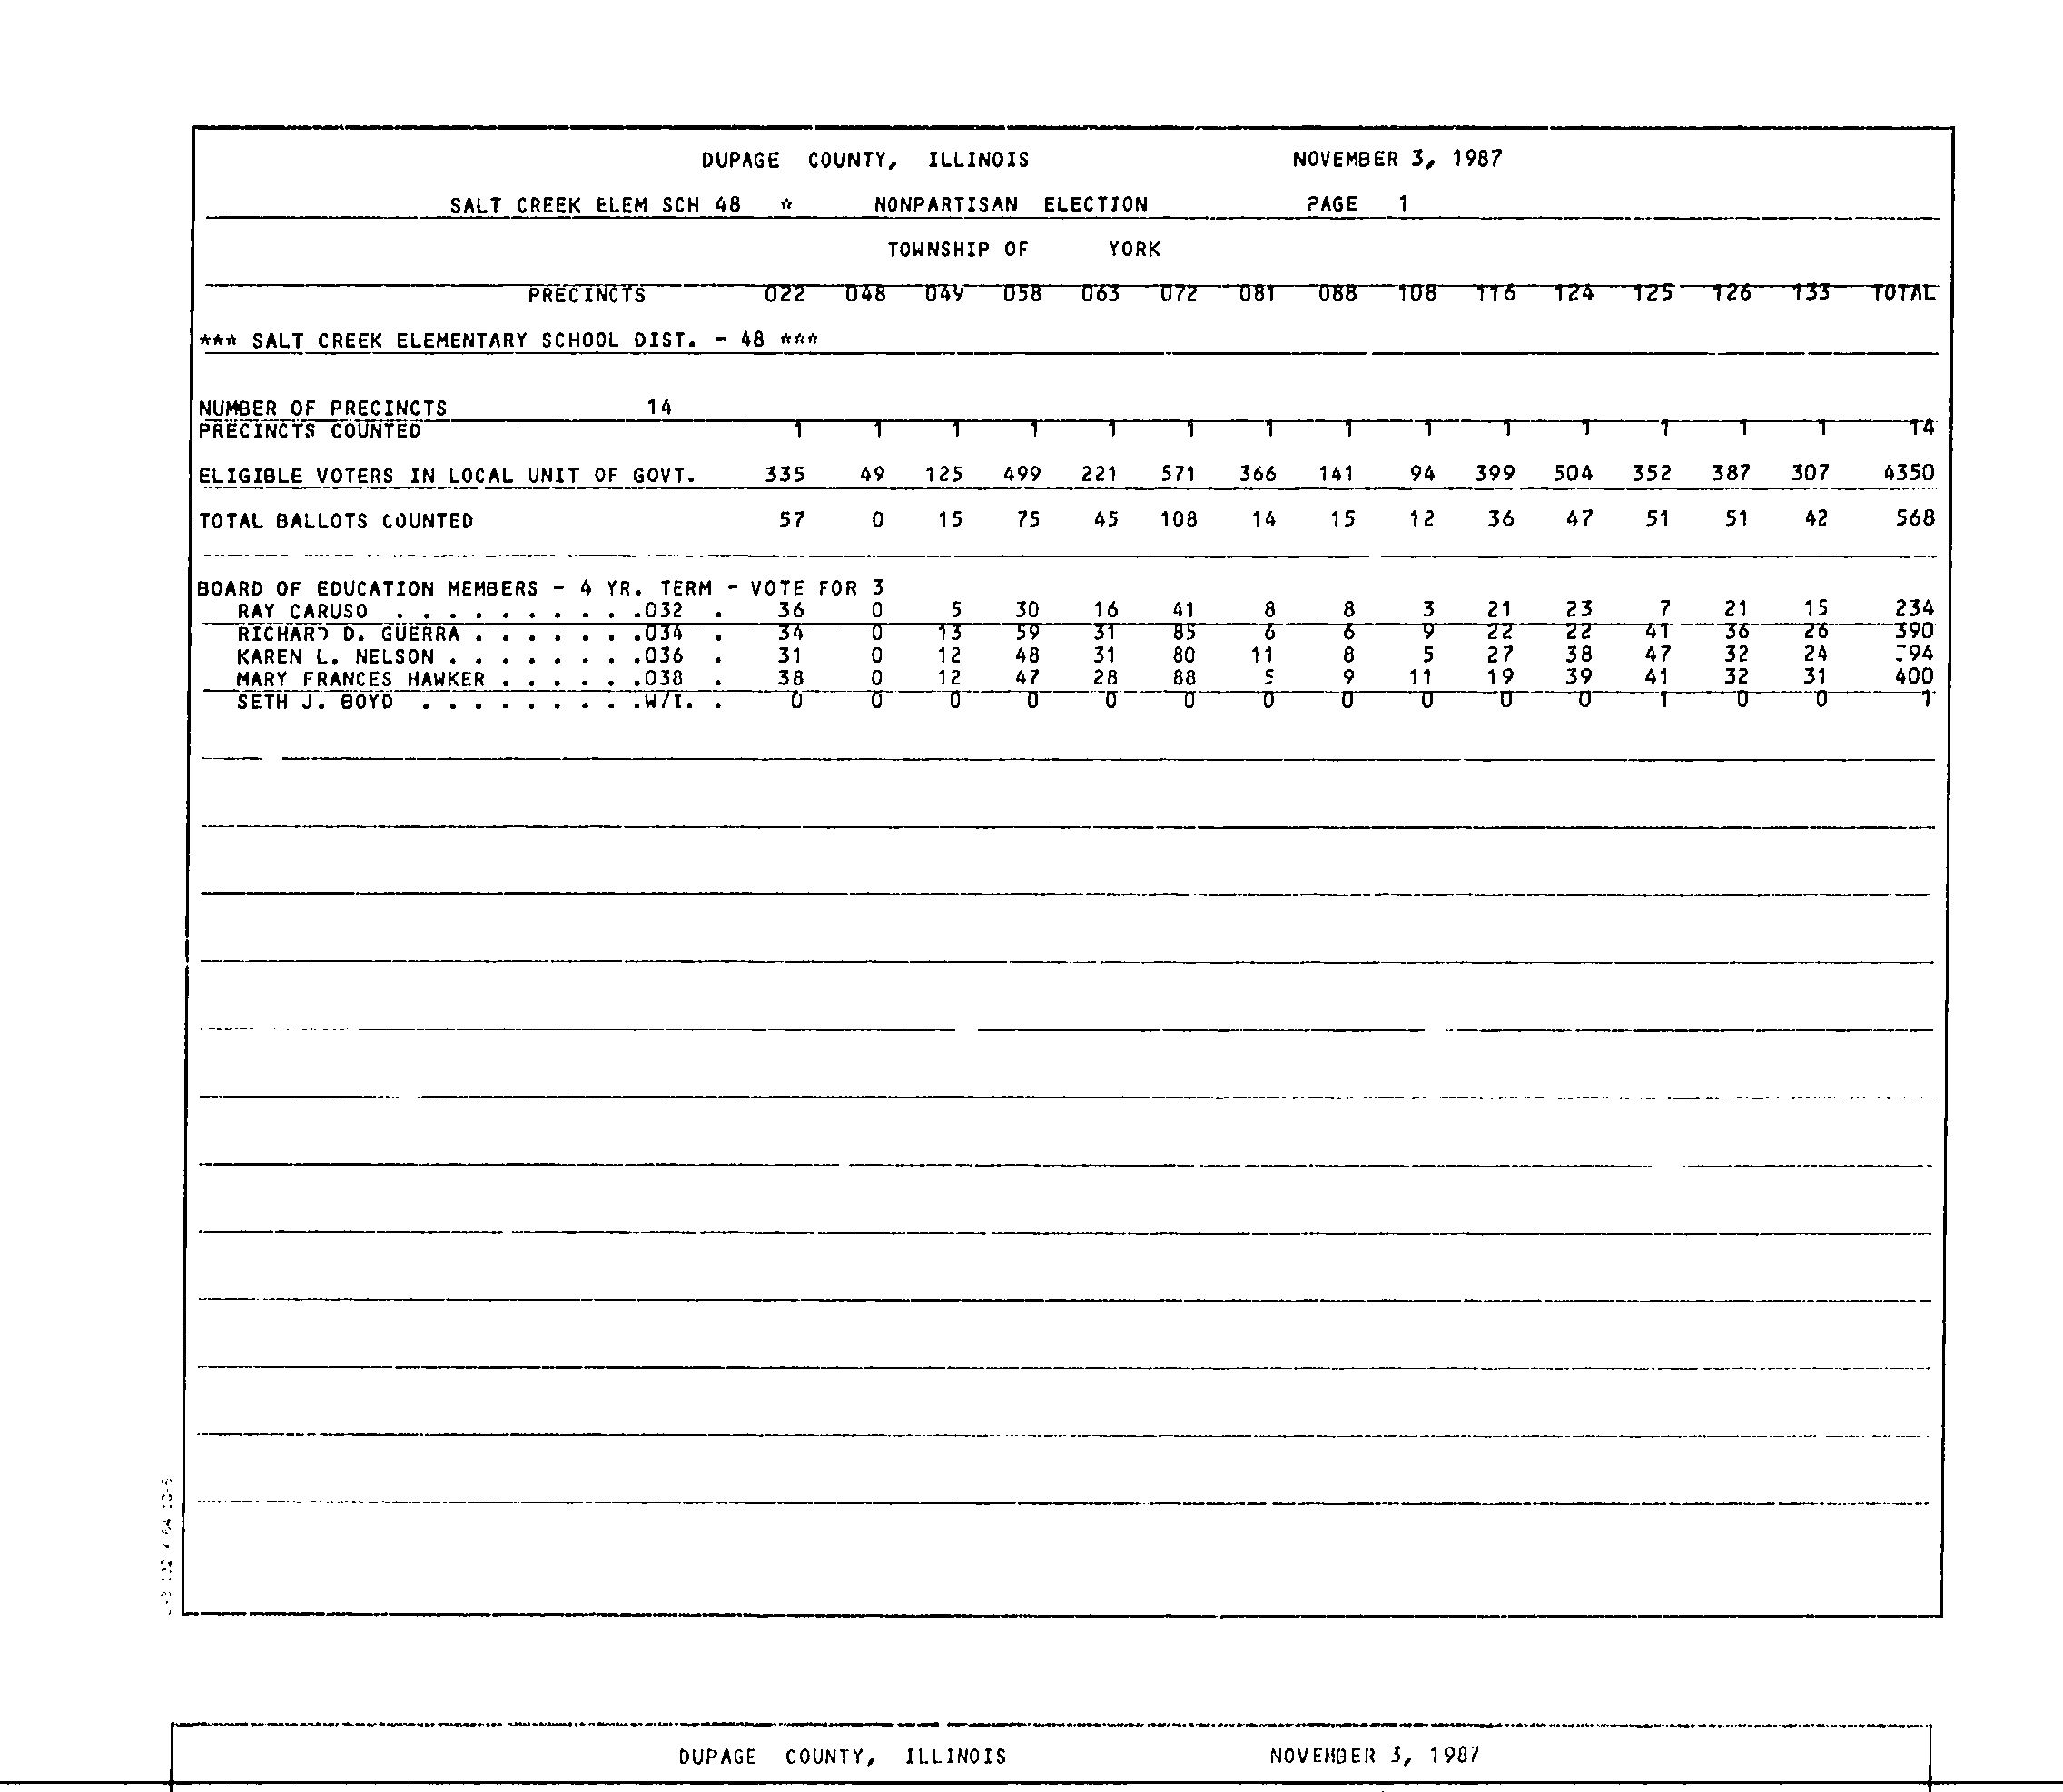 DUPAGE COUNTY, ILLINOIS NOVEMBER 3, 1987
SALT CREEK ELEM SCH 48 * NONPARTISAN ELECTION PAGE 1
TOWNSHIP OF YORK
PRECINCTS 022 048 049 058 063 072 081 088 108 116 124 125 126 133 TOTAL
*** SALT CREEK ELEMENTARY SCHOOL DIST. - 48 ***
NUMBER OF PRECINCTS 14
PRECINCTS COUNTED 1 1 1 1 1 1 1 1 1 1 1 1 1 1 14
ELIGIBLE VOTERS IN LOCAL UNIT OF GOVT. 335 49 125 499 221 571 366 141 94 399 504 352 387 307 4350
TOTAL BALLOTS COUNTED 57 0 15 75 45 108 14 15 12 36 47 51 51 42 568
BOARD OF EDUCATION MEMBERS - 4 YR. TERM - VOTE FOR 3
RAY CARUSO . . . . . . . . . .032 . 36 0 5 30 16 41 8 8 3 21 23 7 21 15 234
RICHARD D. GUERRA . . . . . . .034 . 34 0 13 59 31 85 6 6 9 22 22 41 36 26 390
KAREN L. NELSON . . . . . . . .036 . 31 0 12 48 31 80 11 8 5 27 38 47 32 24
MARY FRANCES HAWKER . . . . . .038 . 38 0 12 47 28 88 5 9 11 19 39 41 32 31 400
SETH J. BOYD . . . . . . . . .W/I. . 0 0 0 0 0 0 0 0 0 0 0 1 0 0 1
DUPAGE COUNTY, ILLINOIS NOVEMBER 3, 1987